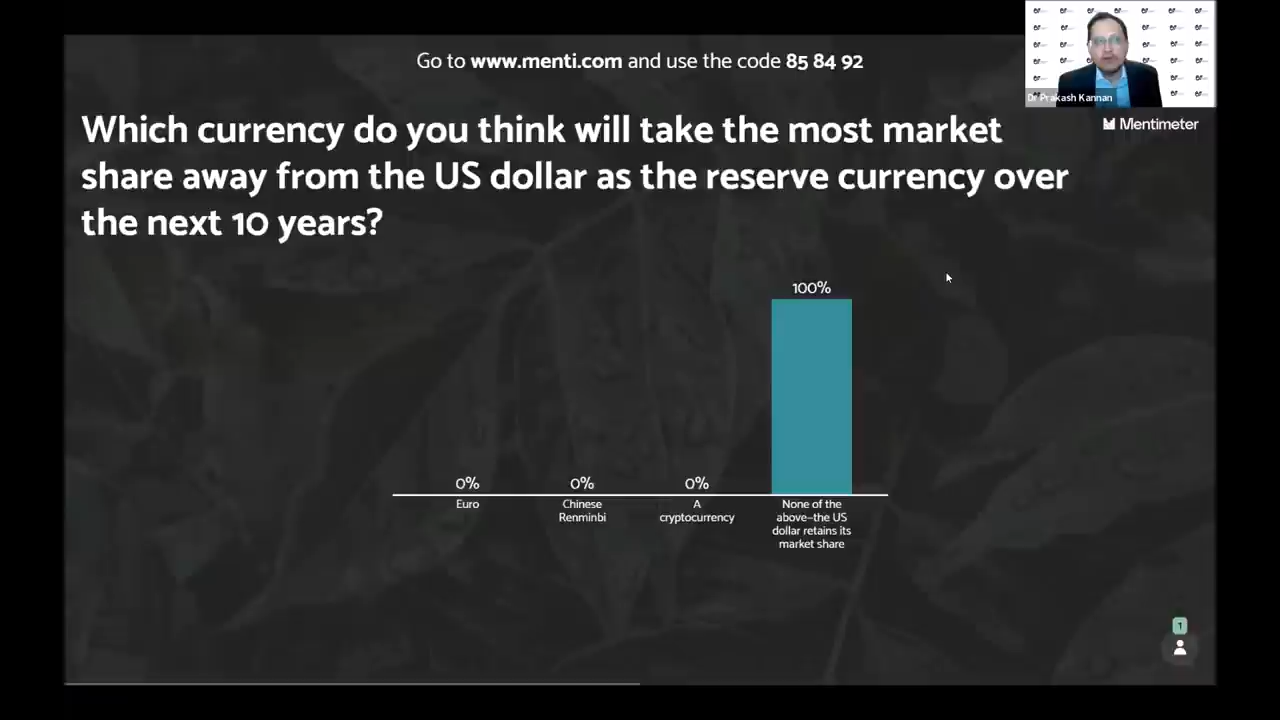 Go to www.menti.com and use the code 85 84 92
Dr Prakash Kannan
Mentimeter
Which currency do you think will take the most market
share away from the US dollar as the reserve currency over
the next 10 years?
100%
0%
0%
0%
Euro
Chinese
Renminbi
A
cryptocurrency
None of the
above–the US
dollar retains its
market share
1